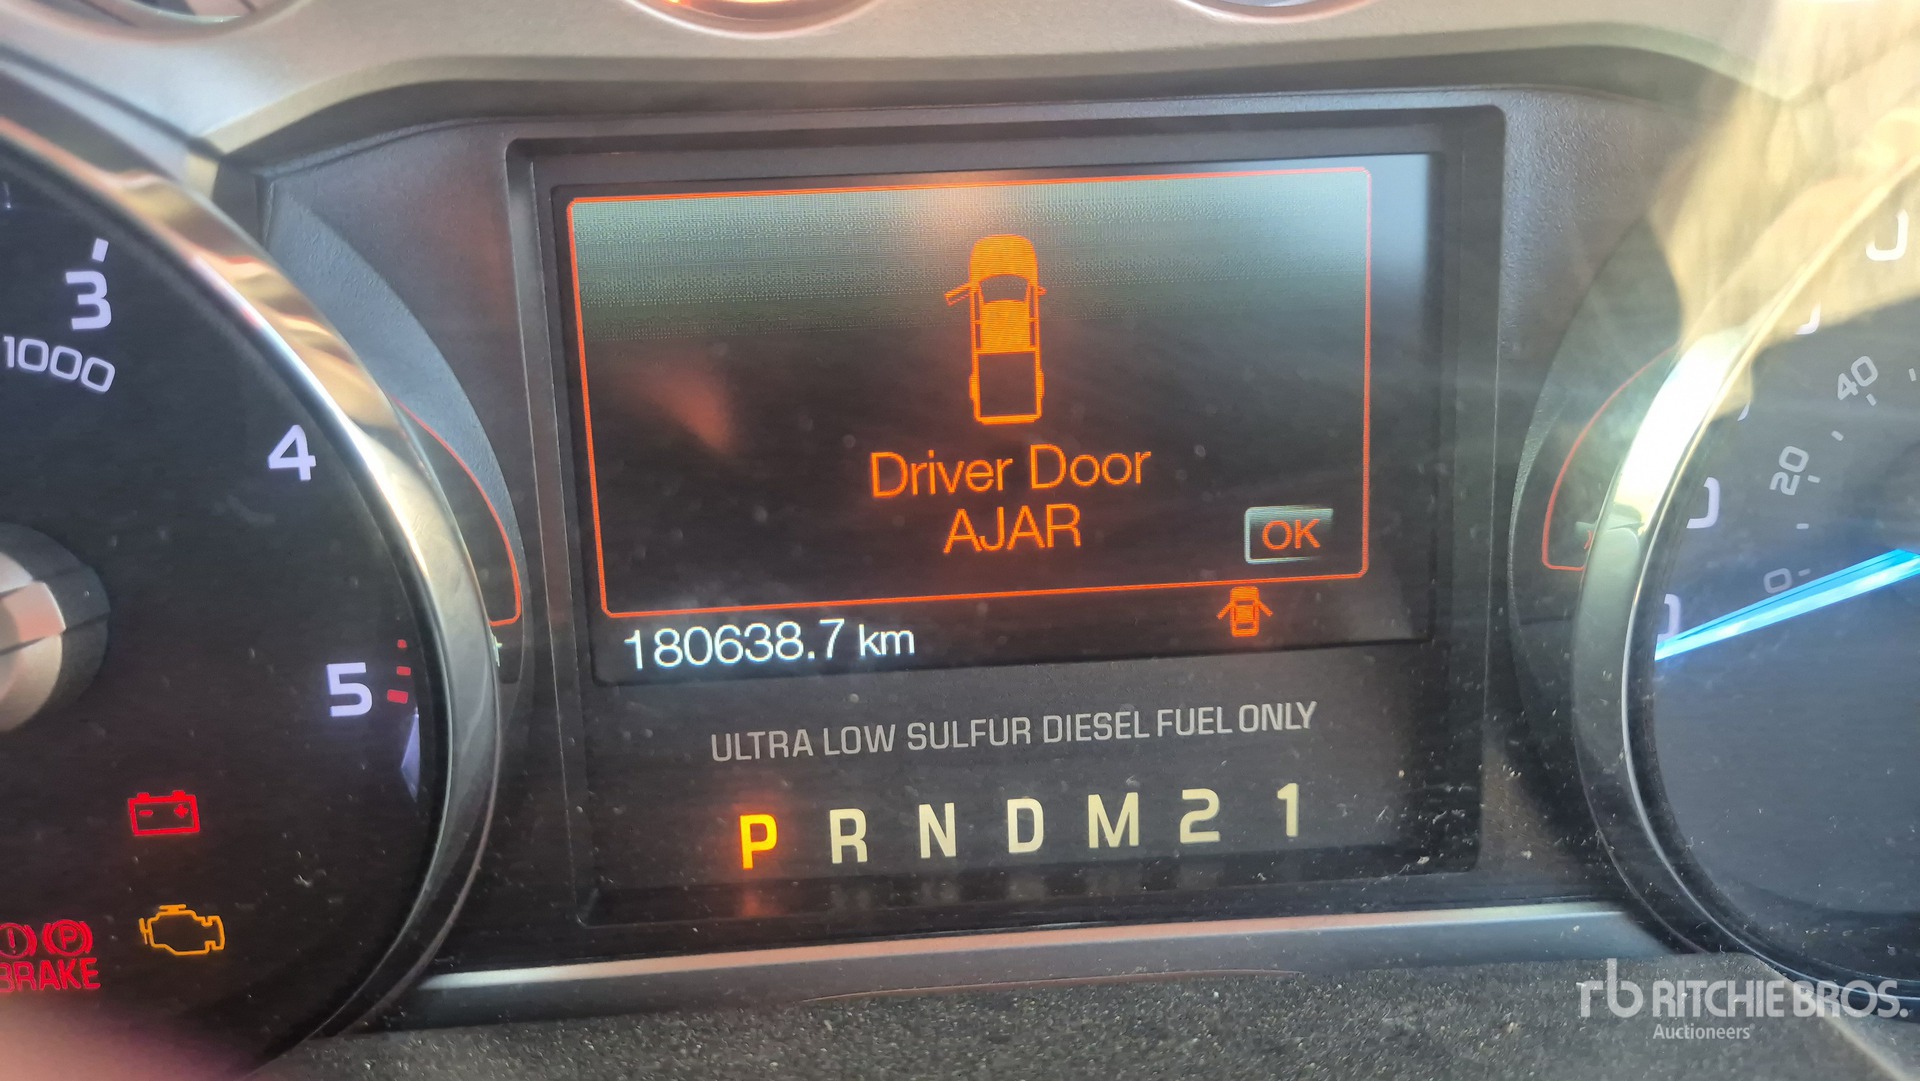 3
1000
4
5
BRAKE
Driver Door
AJAR
OK
180638.7 km
ULTRA LOW SULFUR DIESEL FUEL ONLY
P R N D M 2 1
40
20
0
rb RITCHIE BROS.
Auctioneers